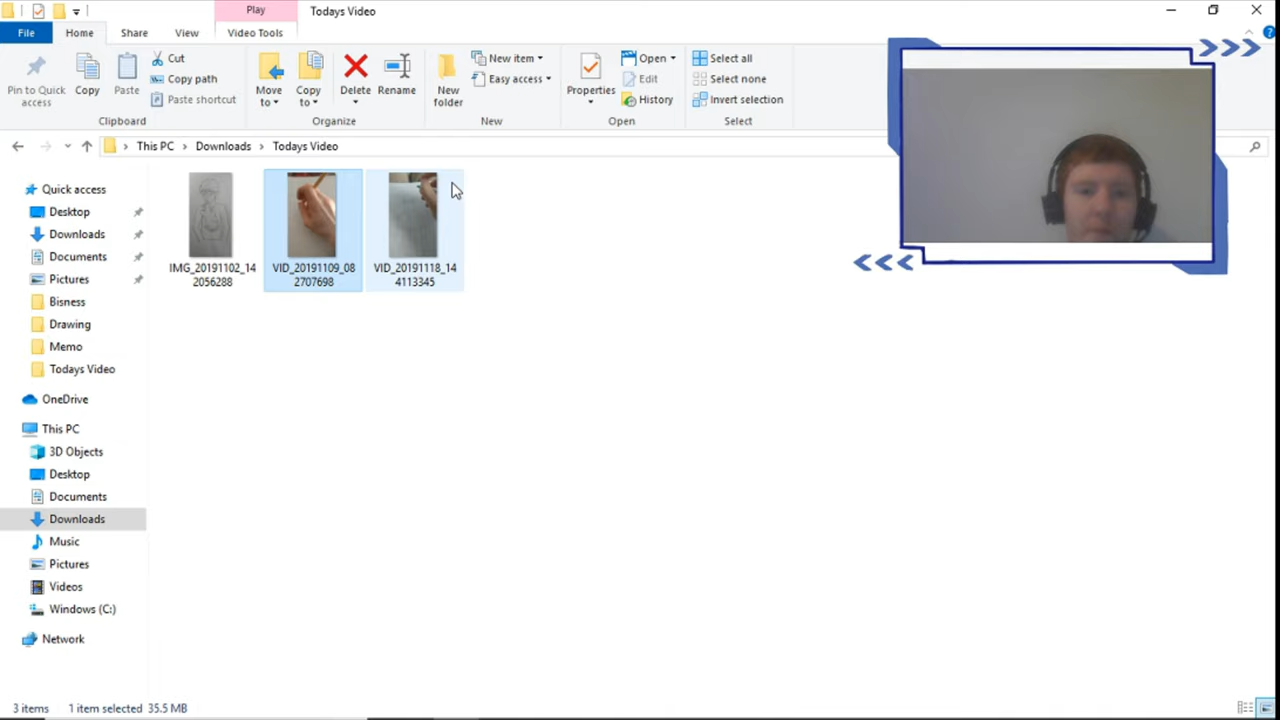 Play
Todays Video
File
Home
Share
View
Video Tools
Pin to Quick
access
Copy
Paste
Cut
Copy path
Paste shortcut
Clipboard
Move
to
Copy
to
Delete
Rename
Organize
New
folder
New item
Easy access
New
Properties
Open
Edit
History
Open
Select all
Select none
Invert selection
Select
This PC
Downloads
Todays Video
Quick access
Desktop
Downloads
Documents
Pictures
Bisness
Drawing
Memo
Todays Video
OneDrive
This PC
3D Objects
Desktop
Documents
Downloads
Music
Pictures
Videos
Windows (C:)
Network
IMG_20191102_14
2056288
VID_20191109_08
2707698
VID_20191118_14
4113345
3 items
1 item selected 35.5 MB